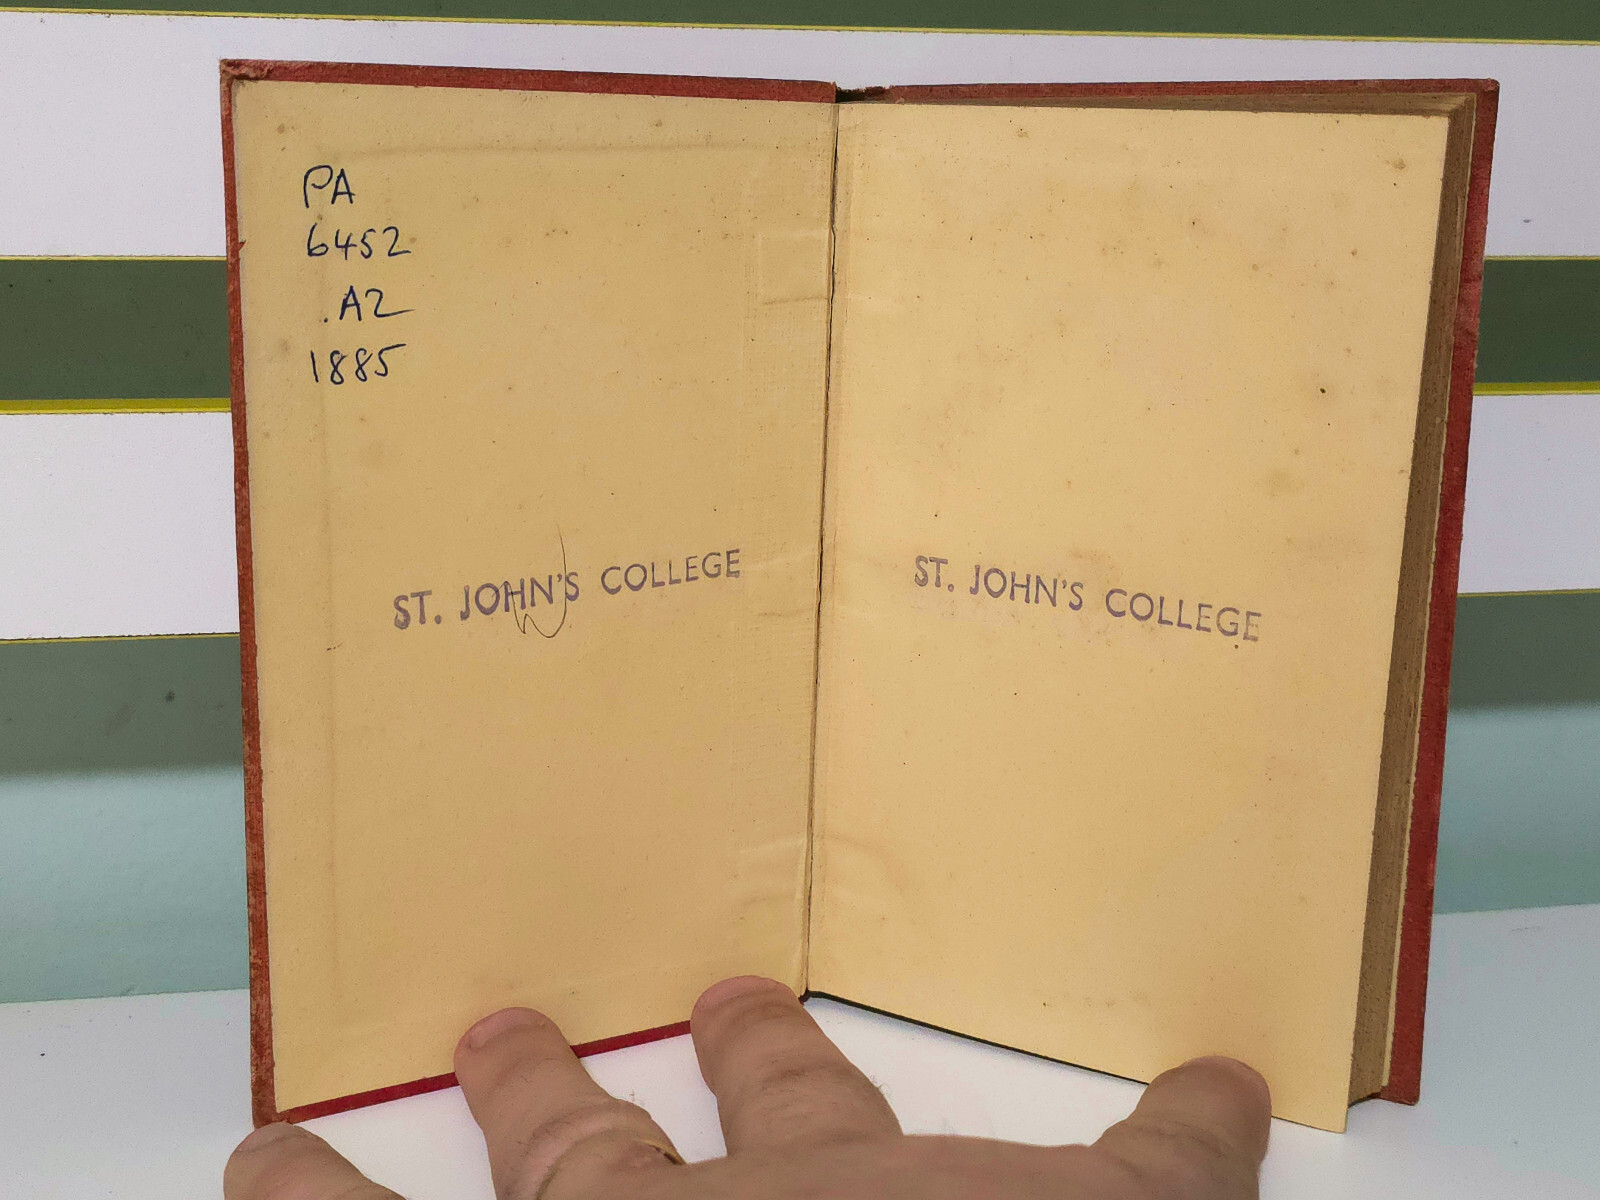 PA
6452
.A2
1885
ST. JOHN'S COLLEGE
ST. JOHN'S COLLEGE